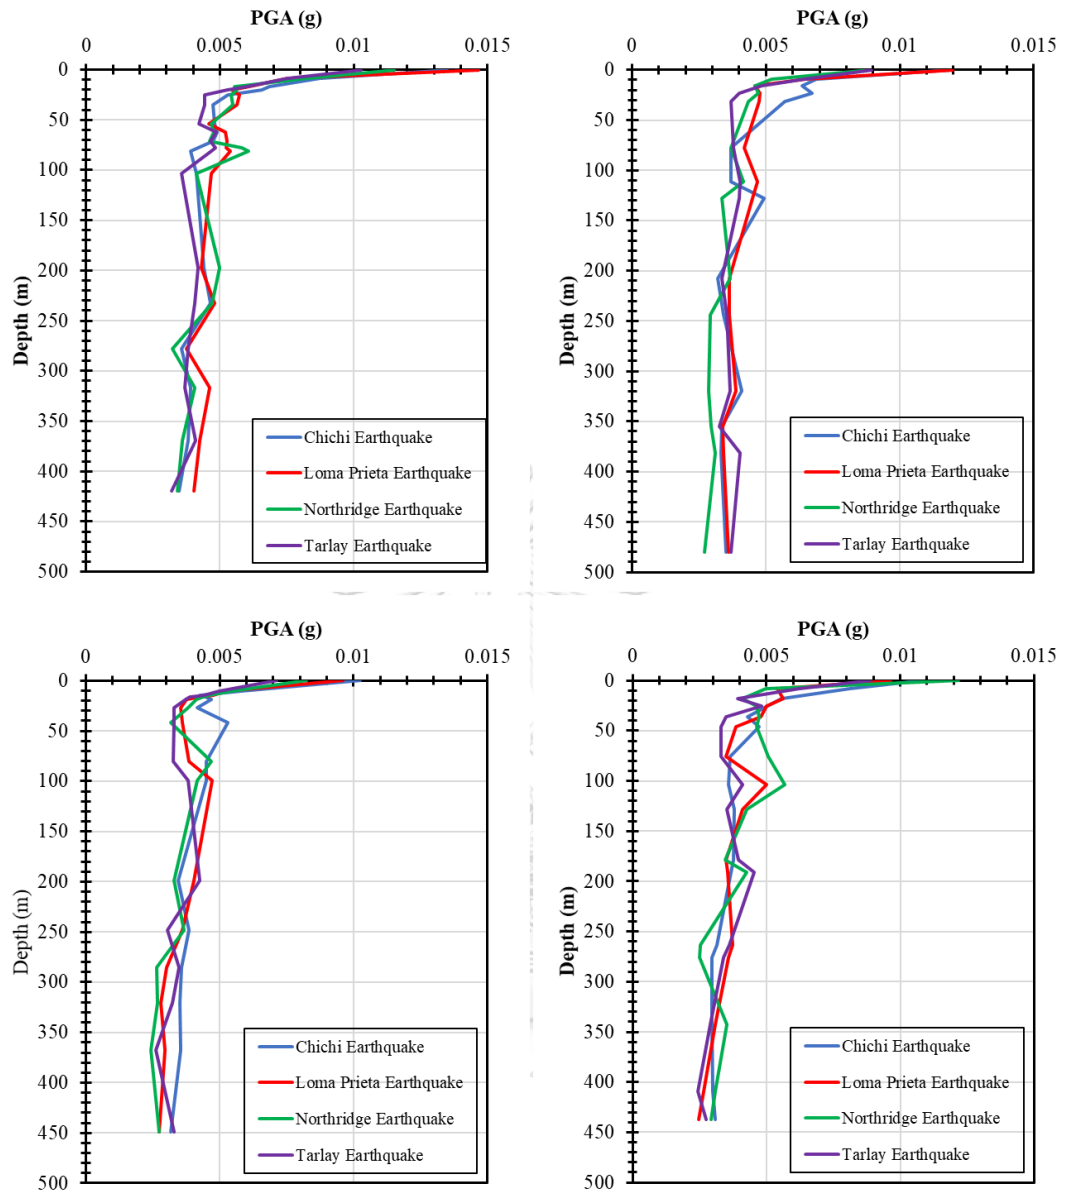 PGA (g)
0 0.005 0.01 0.015
0
50
100
150
200
250
300
350
400
450
500
Depth (m)
Chichi Earthquake
Loma Prieta Earthquake
Northridge Earthquake
Tarlay Earthquake
PGA (g)
0 0.005 0.01 0.015
0
50
100
150
200
250
300
350
400
450
500
Depth (m)
Chichi Earthquake
Loma Prieta Earthquake
Northridge Earthquake
Tarlay Earthquake
PGA (g)
0 0.005 0.01 0.015
0
50
100
150
200
250
300
350
400
450
500
Depth (m)
Chichi Earthquake
Loma Prieta Earthquake
Northridge Earthquake
Tarlay Earthquake
PGA (g)
0 0.005 0.01 0.015
0
50
100
150
200
250
300
350
400
450
500
Depth (m)
Chichi Earthquake
Loma Prieta Earthquake
Northridge Earthquake
Tarlay Earthquake